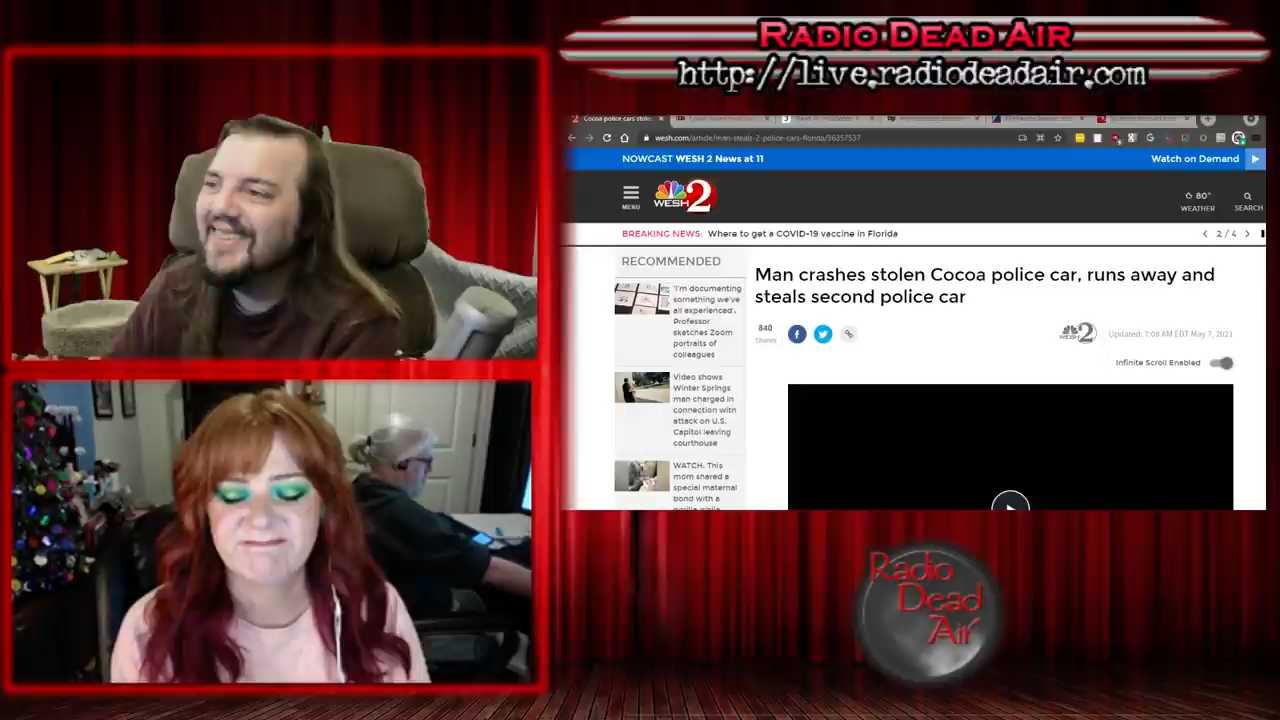 RADIO DEAD AIR
http://live.radiodeadair.com
Cocoa police cars stole
wesh.com/article/man-steals-2-police-cars-florida/36357537
NOWCAST WESH 2 News at 11
Watch on Demand
MENU
WESH 2
80°
WEATHER
SEARCH
BREAKING NEWS: Where to get a COVID-19 vaccine in Florida
2 / 4
RECOMMENDED
'I'm documenting
something we've
all experienced'.
Professor
sketches Zoom
portraits of
colleagues
Video shows
Winter Springs
man charged in
connection with
attack on U.S.
Capitol leaving
courthouse
WATCH: This
mom shared a
special maternal
bond with a
Man crashes stolen Cocoa police car, runs away and
steals second police car
840
Shares
Updated: 7:08 AM EDT May 7, 2021
Infinite Scroll Enabled
Radio
Dead
Air